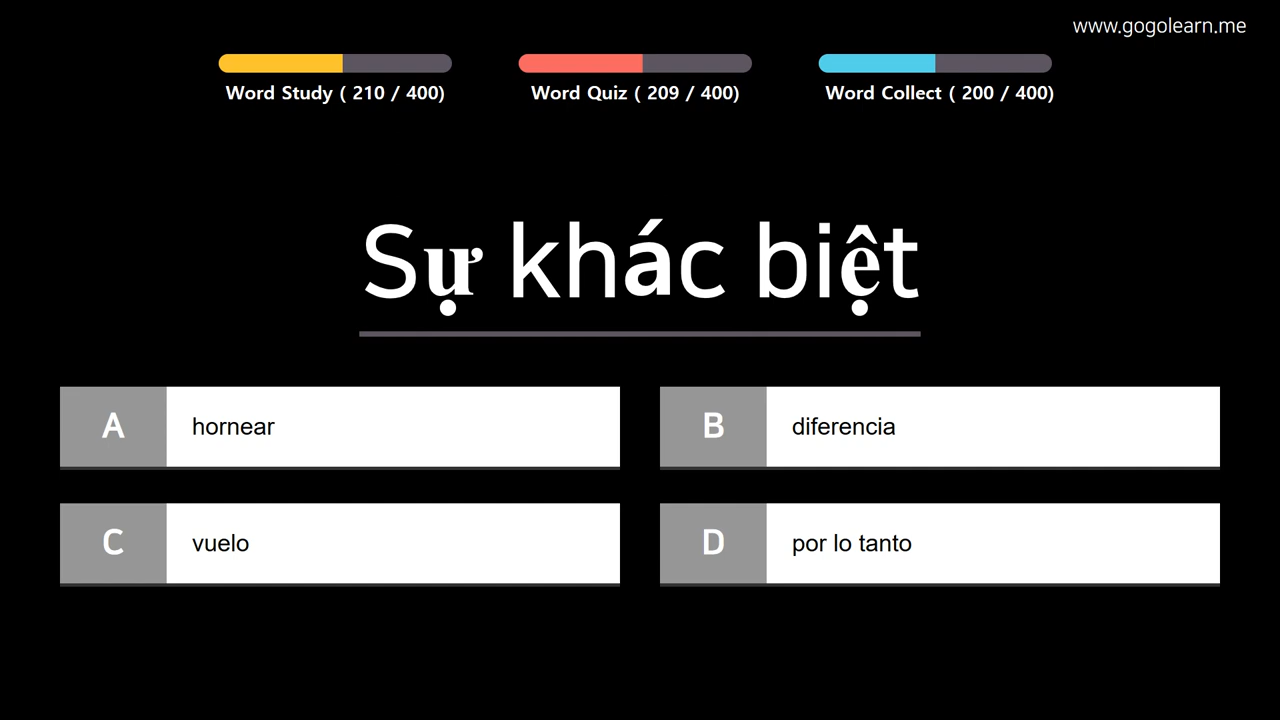 www.gogolearn.me
Word Study ( 210 / 400)
Word Quiz ( 209 / 400)
Word Collect ( 200 / 400)
Sự khác biệt
A
hornear
B
diferencia
C
vuelo
D
por lo tanto